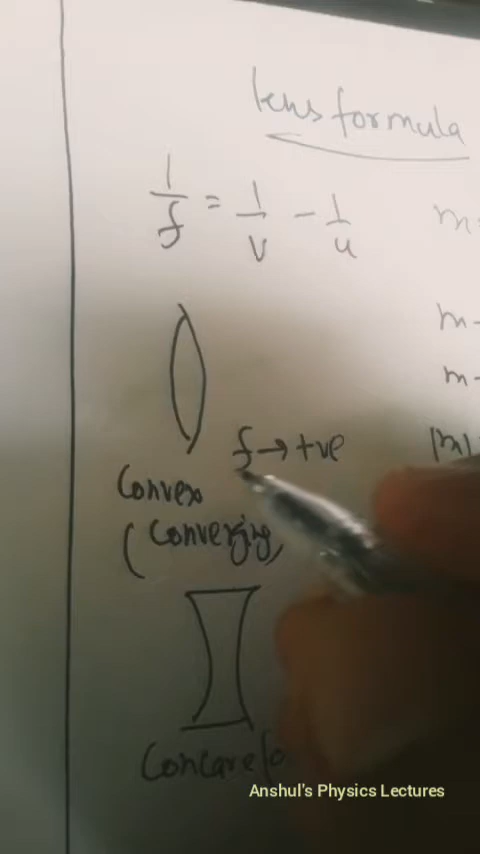 lens formula
1/f = 1/v - 1/u
m =
m -
m -
|m|
f → +ve
Convex
(Converging)
Concave
Anshul's Physics Lectures